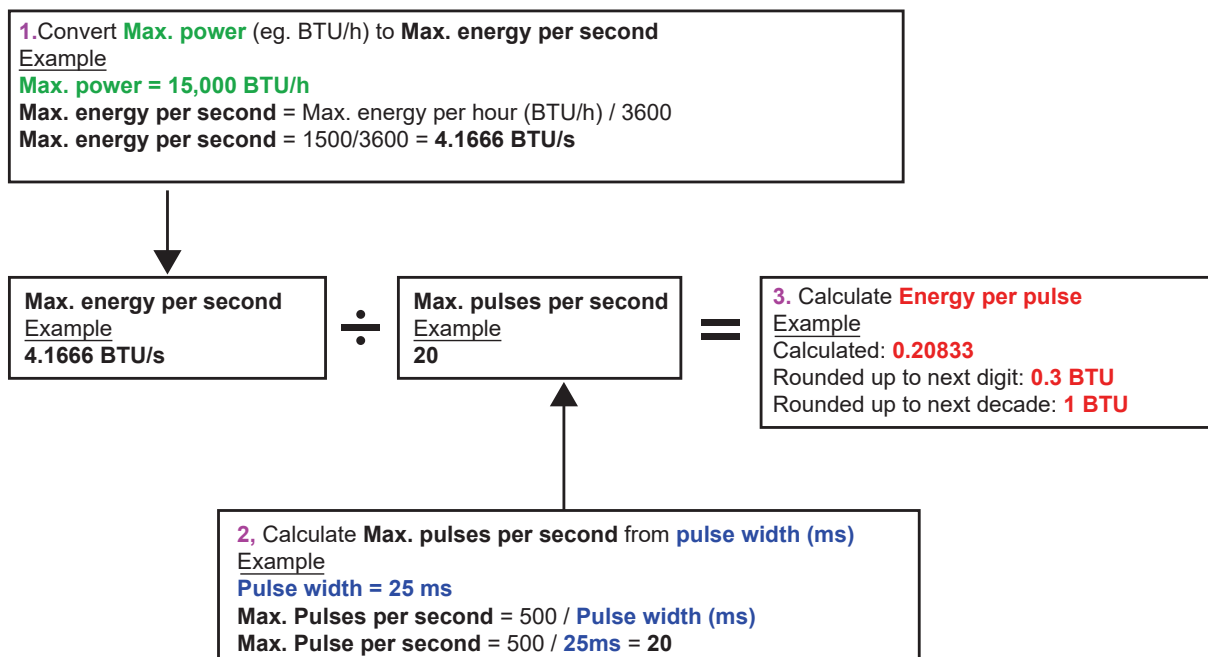 1.Convert Max. power (eg. BTU/h) to Max. energy per second
Example
Max. power = 15,000 BTU/h
Max. energy per second = Max. energy per hour (BTU/h) / 3600
Max. energy per second = 1500/3600 = 4.1666 BTU/s
Max. energy per second
Example
4.1666 BTU/s
÷
Max. pulses per second
Example
20
=
3. Calculate Energy per pulse
Example
Calculated: 0.20833
Rounded up to next digit: 0.3 BTU
Rounded up to next decade: 1 BTU
2, Calculate Max. pulses per second from pulse width (ms)
Example
Pulse width = 25 ms
Max. Pulses per second = 500 / Pulse width (ms)
Max. Pulse per second = 500 / 25ms = 20